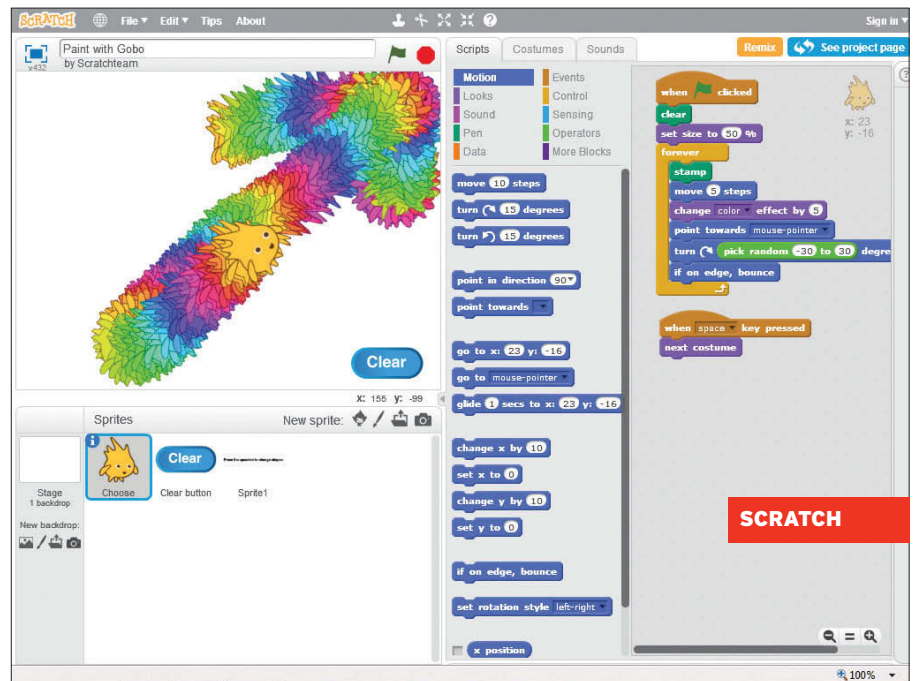 SCRATCH File Edit Tips About Sign in
v432 Paint with Gobo
by Scratchteam
Clear
X: 155 y: -99
Sprites New sprite:
Stage
1 backdrop
New backdrop:
Choose
Clear
Clear button
Sprite1
Scripts Costumes Sounds
Remix See project page
Motion Events
Looks Control
Sound Sensing
Pen Operators
Data More Blocks
move 10 steps
turn 15 degrees
turn 15 degrees
point in direction 90
point towards
go to x: 23 y: -16
go to mouse-pointer
glide 1 secs to x: 23 y: -16
change x by 10
set x to 0
change y by 10
set y to 0
if on edge, bounce
set rotation style left-right
x position
when clicked
clear
set size to 50 %
forever
stamp
move 5 steps
change color effect by 5
point towards mouse-pointer
turn pick random -30 to 30 degre
if on edge, bounce
when space key pressed
next costume
x: 23
y: -16
SCRATCH
100%